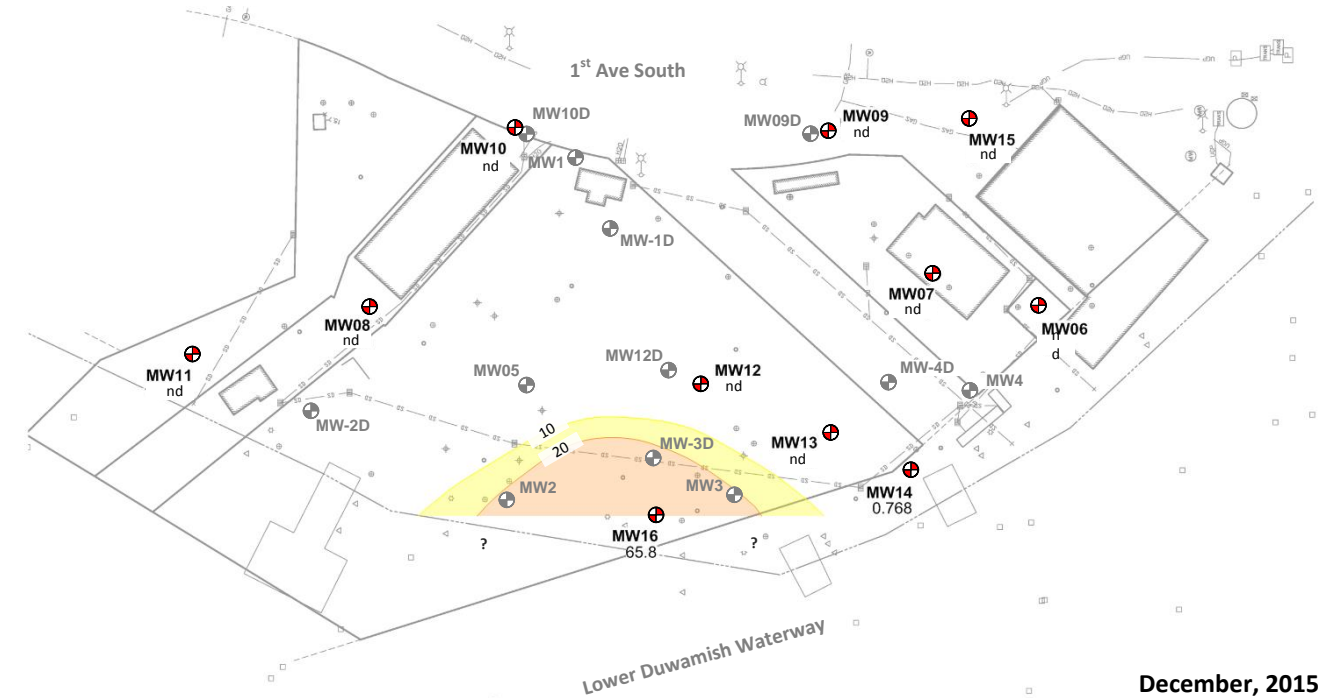 1st Ave South
MW10D
MW10
nd
MW1
MW09D
MW09
nd
MW15
nd
MW-1D
MW07
nd
MW06
n
d
MW08
nd
MW11
nd
MW05
MW12D
MW12
nd
MW-4D
MW4
MW-2D
10
20
MW-3D
MW13
nd
MW2
MW3
MW14
0.768
MW16
65.8
?
?
Lower Duwamish Waterway
December, 2015